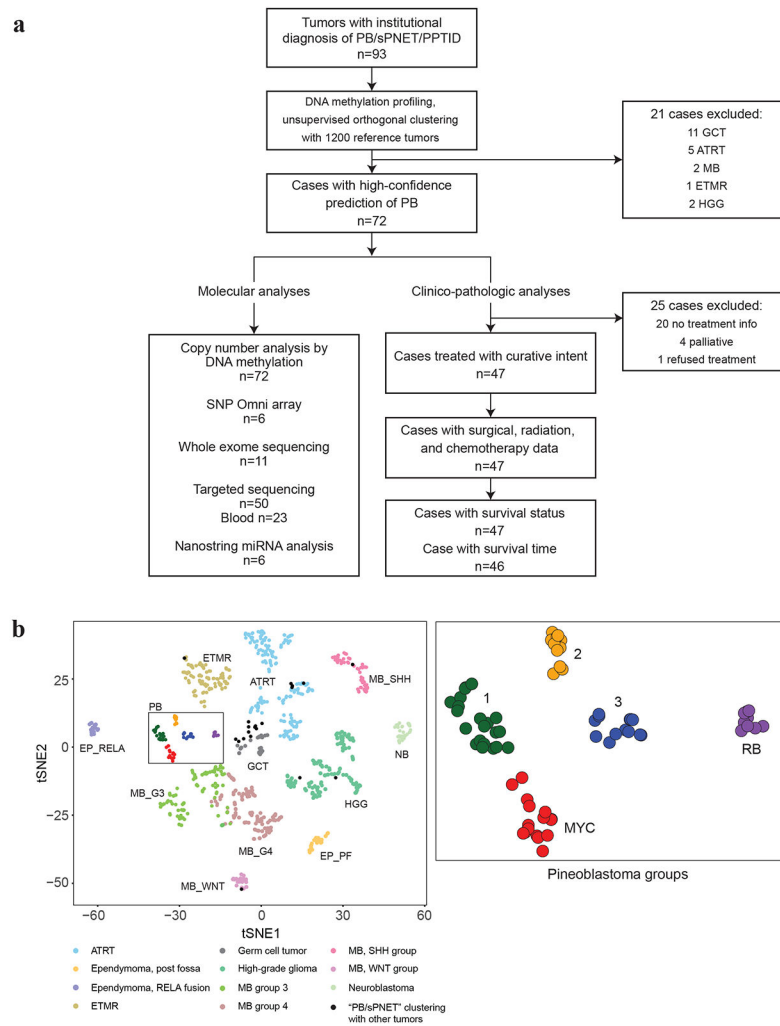 a
Tumors with institutional
diagnosis of PB/sPNET/PPTID
n=93
DNA methylation profiling,
unsupervised orthogonal clustering
with 1200 reference tumors
21 cases excluded:
11 GCT
5 ATRT
2 MB
1 ETMR
2 HGG
Cases with high-confidence
prediction of PB
n=72
Molecular analyses
Clinico-pathologic analyses
25 cases excluded:
20 no treatment info
4 palliative
1 refused treatment
Copy number analysis by
DNA methylation
n=72
SNP Omni array
n=6
Whole exome sequencing
n=11
Targeted sequencing
n=50
Blood n=23
Nanostring miRNA analysis
n=6
Cases treated with curative intent
n=47
Cases with surgical, radiation,
and chemotherapy data
n=47
Cases with survival status
n=47
Case with survival time
n=46
b
tSNE2
25
0
−25
−50
−60
−30
0
30
60
tSNE1
ETMR
ATRT
MB_SHH
PB
EP_RELA
GCT
NB
MB_G3
HGG
MB_G4
EP_PF
MB_WNT
1
2
3
RB
MYC
Pineoblastoma groups
ATRT
Ependymoma, post fossa
Ependymoma, RELA fusion
ETMR
Germ cell tumor
High-grade glioma
MB group 3
MB group 4
MB, SHH group
MB, WNT group
Neuroblastoma
“PB/sPNET” clustering
with other tumors